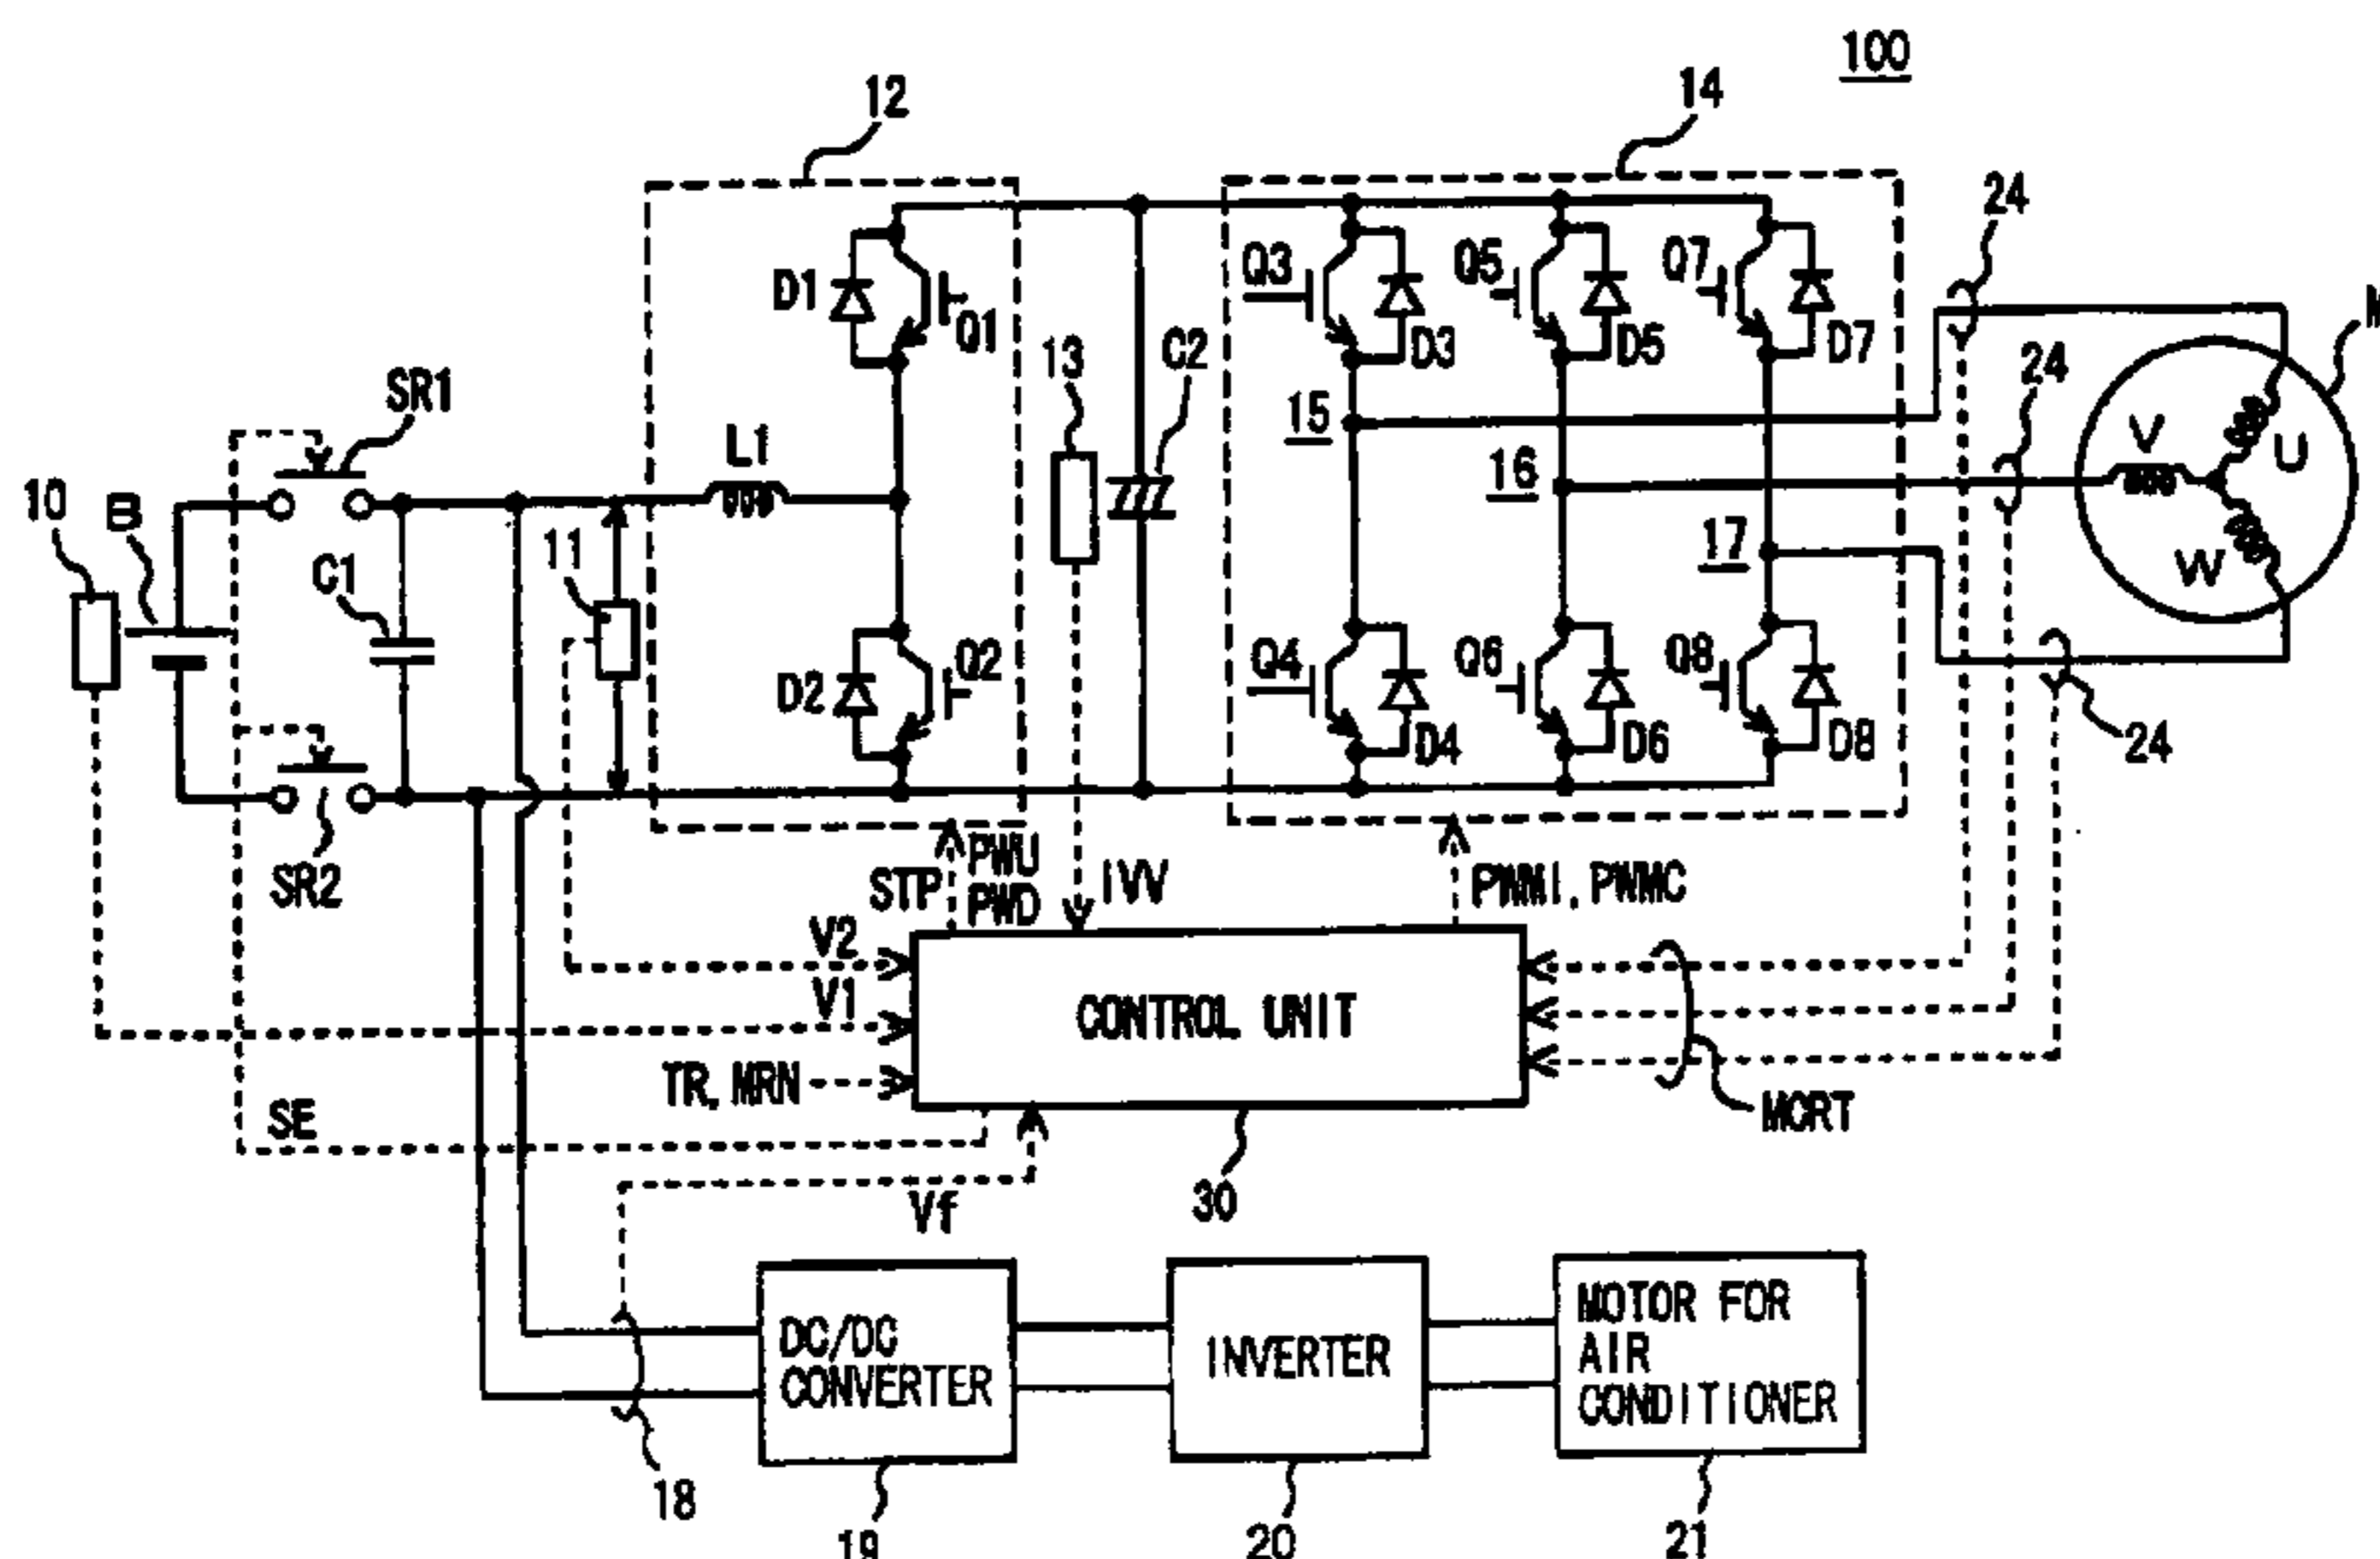 100
12
14
24
D1
Q1
Q3
D3
Q5
D5
Q7
D7
13
C2
SR1
15
24
L1
V
U
10
B
16
17
11
C1
W
D2
Q2
Q4
D4
Q6
D6
Q8
D8
24
SR2
STP
PWU
PWD
IVV
PWMI, PWMC
V2
V1
CONTROL UNIT
TR, MRN
SE
MCRT
Vf
30
DC/DC
CONVERTER
INVERTER
MOTOR FOR
AIR
CONDITIONER
18
19
20
21